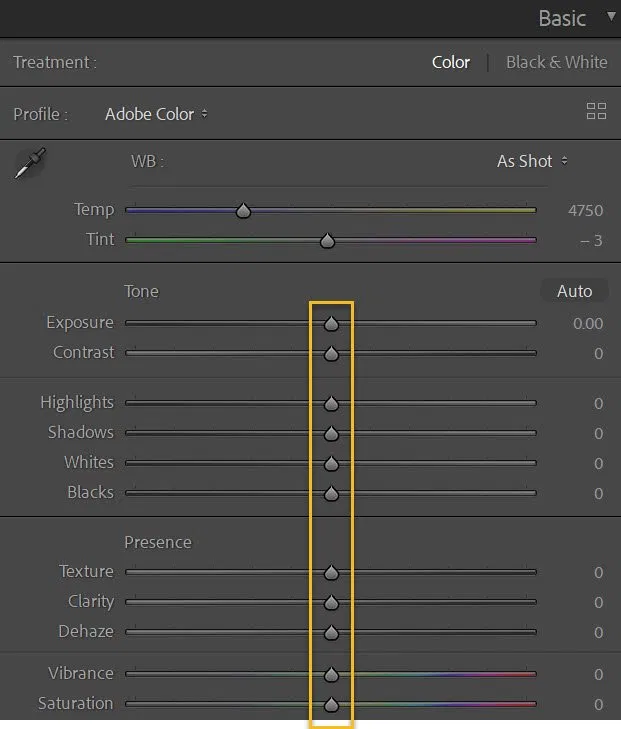 Basic
Treatment : Color | Black & White
Profile : Adobe Color
WB : As Shot
Temp 4750
Tint – 3
Tone Auto
Exposure 0.00
Contrast 0
Highlights 0
Shadows 0
Whites 0
Blacks 0
Presence
Texture 0
Clarity 0
Dehaze 0
Vibrance 0
Saturation 0